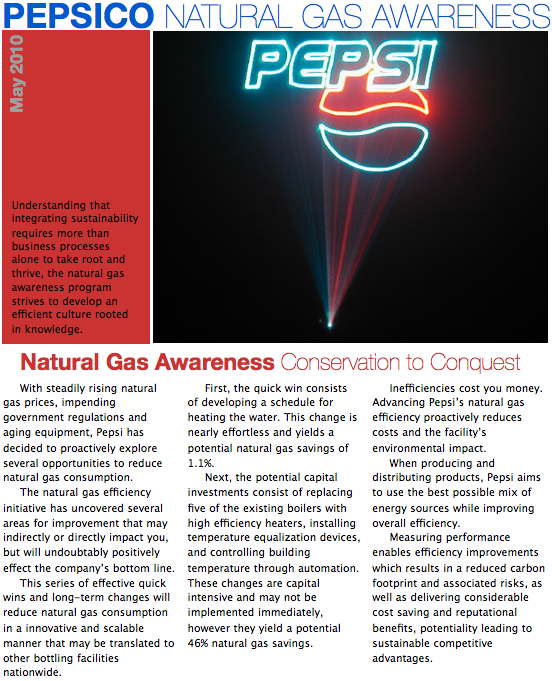 PEPSICO NATURAL GAS AWARENESS
May 2010
PEPSI
Understanding that
integrating sustainability
requires more than
business processes
alone to take root and
thrive, the natural gas
awareness program
strives to develop an
efficient culture rooted
in knowledge.
Natural Gas Awareness Conservation to Conquest
With steadily rising natural
gas prices, impending
government regulations and
aging equipment, Pepsi has
decided to proactively explore
several opportunities to reduce
natural gas consumption.
The natural gas efficiency
initiative has uncovered several
areas for improvement that may
indirectly or directly impact you,
but will undoubtably positively
effect the company's bottom line.
This series of effective quick
wins and long-term changes will
reduce natural gas consumption
in a innovative and scalable
manner that may be translated to
other bottling facilities
nationwide.
First, the quick win consists
of developing a schedule for
heating the water. This change is
nearly effortless and yields a
potential natural gas savings of
1.1%.
Next, the potential capital
investments consist of replacing
five of the existing boilers with
high efficiency heaters, installing
temperature equalization devices,
and controlling building
temperature through automation.
These changes are capital
intensive and may not be
implemented immediately,
however they yield a potential
46% natural gas savings.
Inefficiencies cost you money.
Advancing Pepsi's natural gas
efficiency proactively reduces
costs and the facility's
environmental impact.
When producing and
distributing products, Pepsi aims
to use the best possible mix of
energy sources while improving
overall efficiency.
Measuring performance
enables efficiency improvements
which results in a reduced carbon
footprint and associated risks, as
well as delivering considerable
cost saving and reputational
benefits, potentiality leading to
sustainable competitive
advantages.